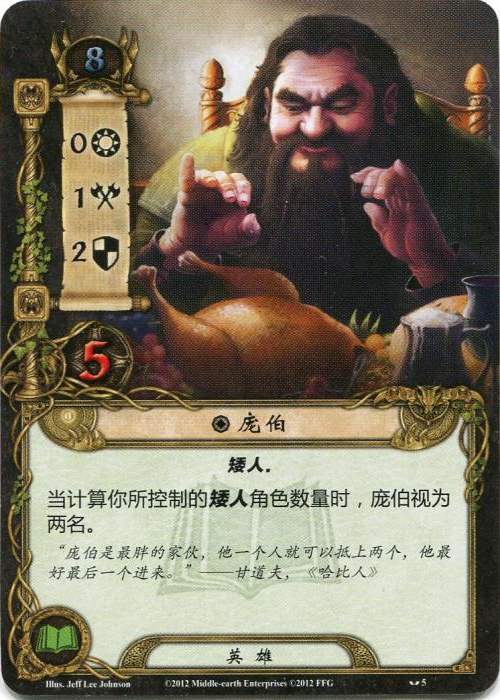 8
0
1
2
5
庞伯
矮人.
当计算你所控制的矮人角色数量时，庞伯视为
两名。
“庞伯是最胖的家伙，他一个人就可以抵上两个，他最
好最后一个进来。”——甘道夫，《哈比人》
英雄
Illus. Jeff Lee Johnson ©2012 Middle-earth Enterprises ©2012 FFG 5